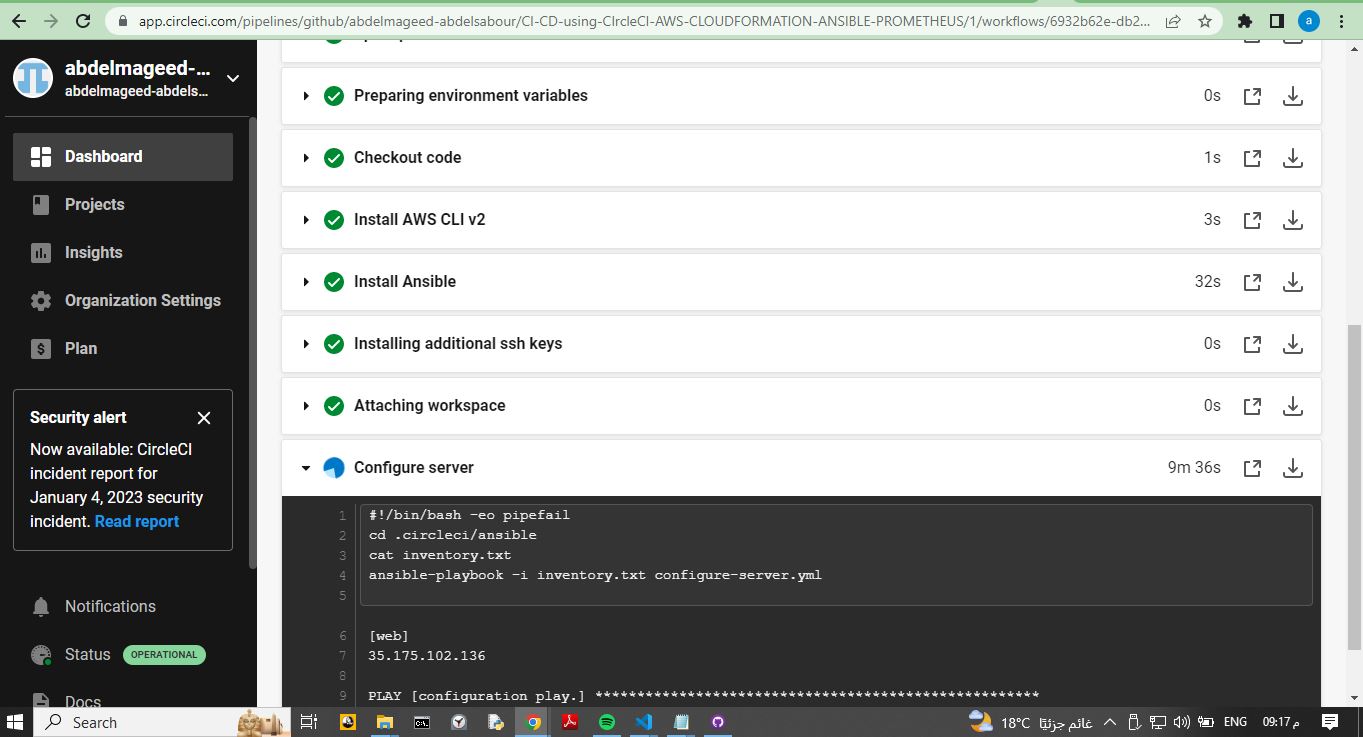 app.circleci.com/pipelines/github/abdelmageed-abdelsabour/CI-CD-using-CIrcleCI-AWS-CLOUDFORMATION-ANSIBLE-PROMETHEUS/1/workflows/6932b62e-db2...
a
abdelmageed-...
abdelmageed-abdels...
Dashboard
Projects
Insights
Organization Settings
Plan
Security alert
Now available: CircleCI
incident report for
January 4, 2023 security
incident. Read report
Notifications
Status OPERATIONAL
Docs
Preparing environment variables 0s
Checkout code 1s
Install AWS CLI v2 3s
Install Ansible 32s
Installing additional ssh keys 0s
Attaching workspace 0s
Configure server 9m 36s
1 #!/bin/bash -eo pipefail
2 cd .circleci/ansible
3 cat inventory.txt
4 ansible-playbook -i inventory.txt configure-server.yml
5
6 [web]
7 35.175.102.136
8
9 PLAY [configuration play.] *****************************************************
Search
18°C غائم جزئيًا
ENG
09:17 م